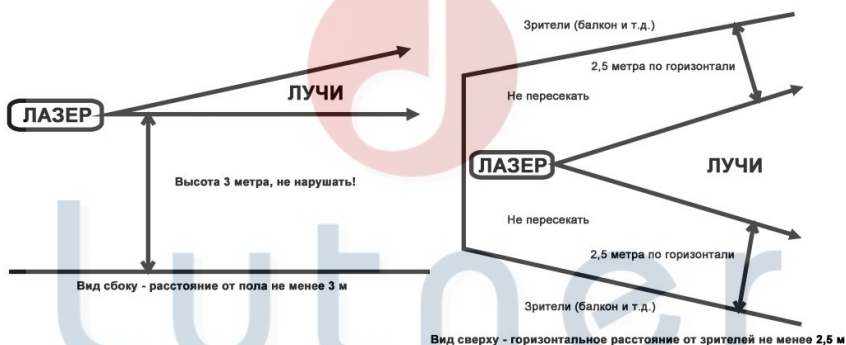 ЛАЗЕР
ЛУЧИ
Высота 3 метра, не нарушать!
Вид сбоку - расстояние от пола не менее 3 м
Зрители (балкон и т.д.)
2,5 метра по горизонтали
Не пересекать
ЛАЗЕР
ЛУЧИ
Не пересекать
2,5 метра по горизонтали
Зрители (балкон и т.д.)
Вид сверху - горизонтальное расстояние от зрителей не менее 2,5 м
Lutner